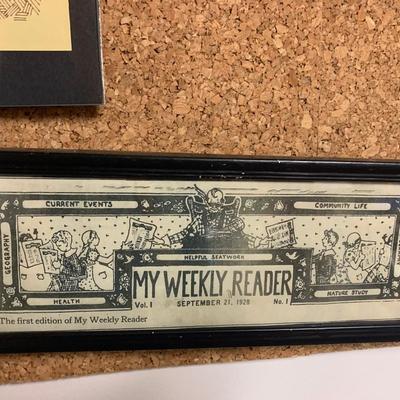 CURRENT EVENTS
COMMUNITY LIFE
GEOGRAPHY
HELPFUL SEATWORK
MY WEEKLY READER
HEALTH
Vol. 1 SEPTEMBER 21, 1928 No. 1
NATURE STUDY
The first edition of My Weekly Reader